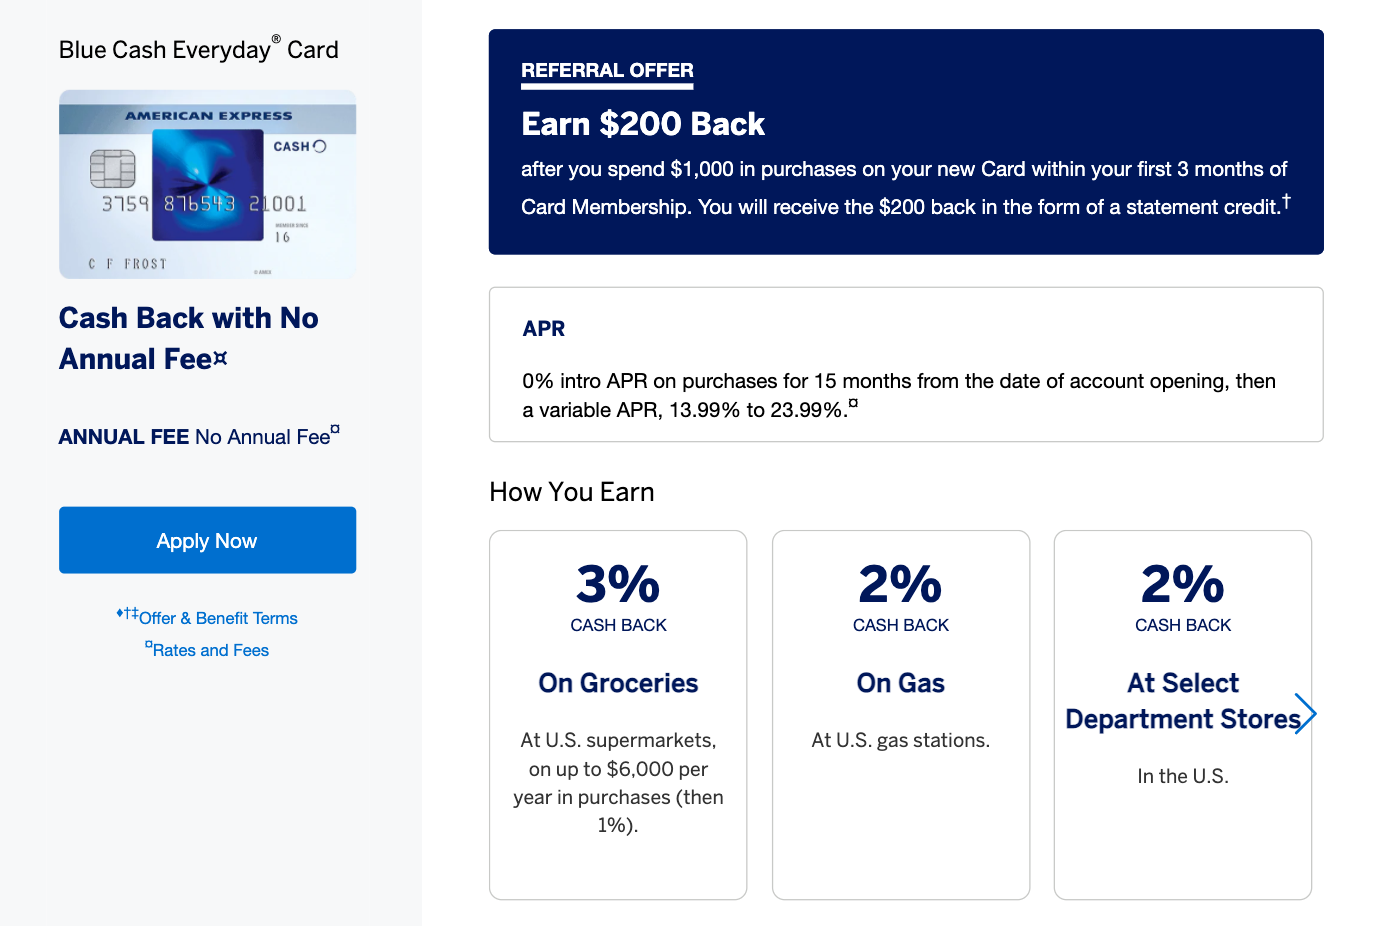 Blue Cash Everyday® Card
AMERICAN EXPRESS
CASH
3759 876543 21001
MEMBER SINCE
16
C F FROST
© AMEX
Cash Back with No
Annual Fee¤
ANNUAL FEE No Annual Fee¤
Apply Now
♦†‡Offer & Benefit Terms
¤Rates and Fees
REFERRAL OFFER
Earn $200 Back
after you spend $1,000 in purchases on your new Card within your first 3 months of
Card Membership. You will receive the $200 back in the form of a statement credit.†
APR
0% intro APR on purchases for 15 months from the date of account opening, then
a variable APR, 13.99% to 23.99%.¤
How You Earn
3%
CASH BACK
On Groceries
At U.S. supermarkets,
on up to $6,000 per
year in purchases (then
1%).
2%
CASH BACK
On Gas
At U.S. gas stations.
2%
CASH BACK
At Select
Department Stores
In the U.S.